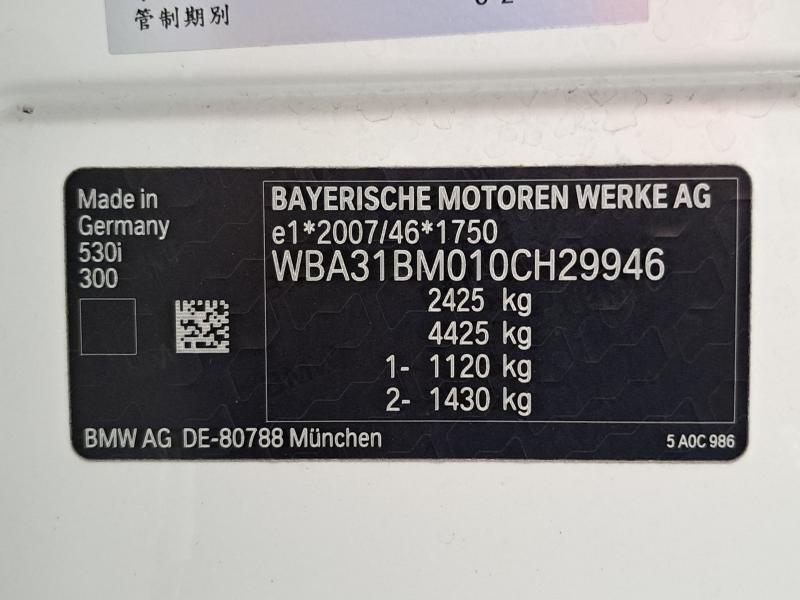 管制期別
Made in
Germany
530i
300
BAYERISCHE MOTOREN WERKE AG
e1*2007/46*1750
WBA31BM010CH29946
2425 kg
4425 kg
1- 1120 kg
2- 1430 kg
BMW AG DE-80788 München
5 A0C 986